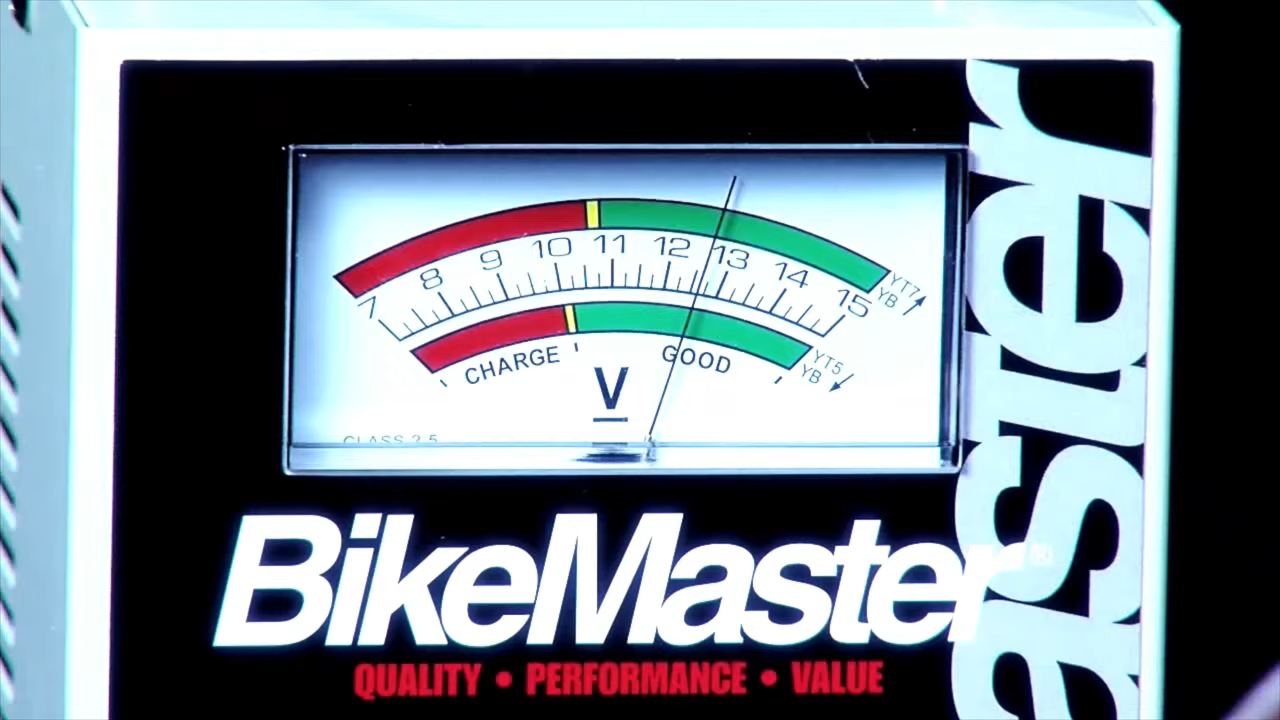 7 8 9 10 11 12 13 14 15
YT7
YB
CHARGE GOOD
YT5
YB
V
CLASS 2.5
BikeMaster®
QUALITY • PERFORMANCE • VALUE
aster